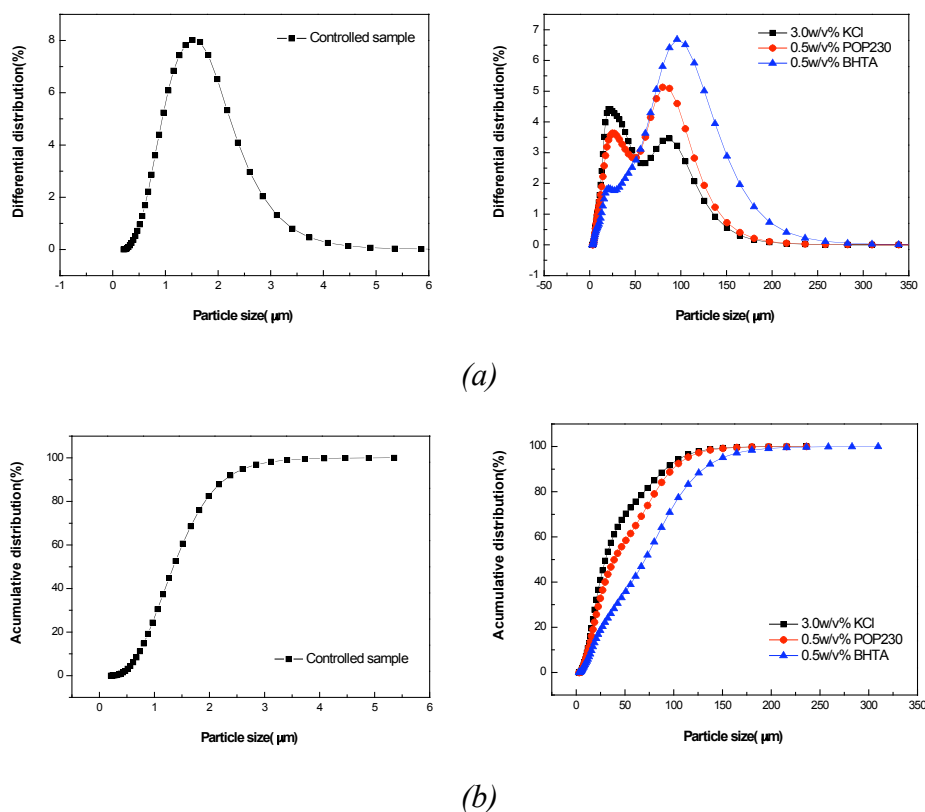 Differential distribution(%)
8
6
4
2
0
-1 0 1 2 3 4 5 6
Particle size( µm)
Controlled sample
Differential distribution(%)
7
6
5
4
3
2
1
0
-1
-50 0 50 100 150 200 250 300 350
Particle size( µm)
3.0w/v% KCl
0.5w/v% POP230
0.5w/v% BHTA
(a)
Acumulative distribution(%)
100
80
60
40
20
0
0 1 2 3 4 5 6
Particle size( µm)
Controlled sample
Acumulative distribution(%)
100
80
60
40
20
0
0 50 100 150 200 250 300 350
Particle size( µm)
3.0w/v% KCl
0.5w/v% POP230
0.5w/v% BHTA
(b)